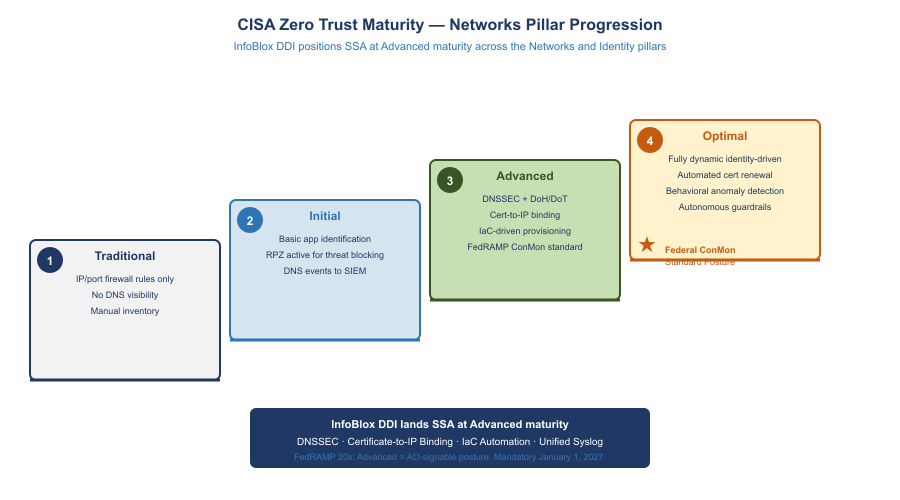 CISA Zero Trust Maturity — Networks Pillar Progression
InfoBlox DDI positions SSA at Advanced maturity across the Networks and Identity pillars
1
Traditional
IP/port firewall rules only
No DNS visibility
Manual inventory
2
Initial
Basic app identification
RPZ active for threat blocking
DNS events to SIEM
3
Advanced
DNSSEC + DoH/DoT
Cert-to-IP binding
IaC-driven provisioning
FedRAMP ConMon standard
4
Optimal
Fully dynamic identity-driven
Automated cert renewal
Behavioral anomaly detection
Autonomous guardrails
Federal ConMon
Standard Posture
InfoBlox DDI lands SSA at Advanced maturity
DNSSEC · Certificate-to-IP Binding · IaC Automation · Unified Syslog
FedRAMP 20x: Advanced = AO-signable posture. Mandatory January 1, 2027.